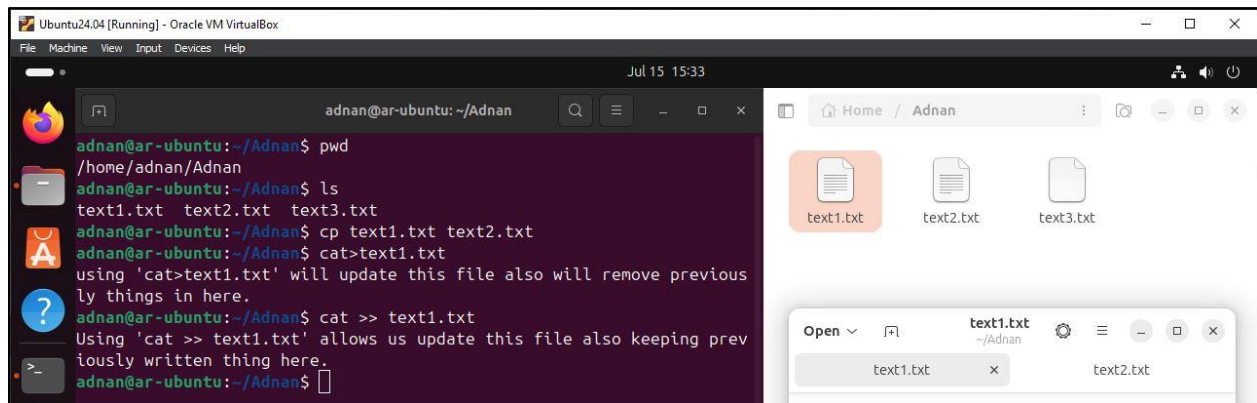 Ubuntu24.04 [Running] - Oracle VM VirtualBox
File Machine View Input Devices Help
Jul 15 15:33
adnan@ar-ubuntu: ~/Adnan
adnan@ar-ubuntu:~/Adnan$ pwd
/home/adnan/Adnan
adnan@ar-ubuntu:~/Adnan$ ls
text1.txt text2.txt text3.txt
adnan@ar-ubuntu:~/Adnan$ cp text1.txt text2.txt
adnan@ar-ubuntu:~/Adnan$ cat>text1.txt
using 'cat>text1.txt' will update this file also will remove previous
ly things in here.
adnan@ar-ubuntu:~/Adnan$ cat >> text1.txt
Using 'cat >> text1.txt' allows us update this file also keeping prev
iously written thing here.
adnan@ar-ubuntu:~/Adnan$
Home / Adnan
text1.txt text2.txt text3.txt
Open text1.txt
~/Adnan
text1.txt text2.txt